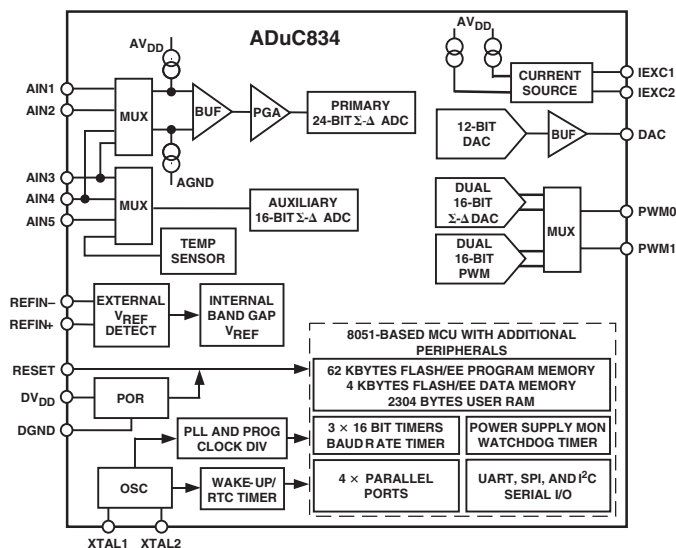 ADuC834
AVDD
AVDD
AIN1
AIN2
MUX
BUF
PGA
PRIMARY
24-BIT Σ-Δ ADC
AGND
CURRENT
SOURCE
IEXC1
IEXC2
12-BIT
DAC
BUF
DAC
AIN3
AIN4
AIN5
MUX
AUXILIARY
16-BIT Σ-Δ ADC
TEMP
SENSOR
DUAL
16-BIT
Σ-Δ DAC
DUAL
16-BIT
PWM
MUX
PWM0
PWM1
REFIN–
REFIN+
EXTERNAL
VREF
DETECT
INTERNAL
BAND GAP
VREF
RESET
DVDD
DGND
POR
8051-BASED MCU WITH ADDITIONAL
PERIPHERALS
62 KBYTES FLASH/EE PROGRAM MEMORY
4 KBYTES FLASH/EE DATA MEMORY
2304 BYTES USER RAM
PLL AND PROG
CLOCK DIV
3 × 16 BIT TIMERS
BAUD RATE TIMER
POWER SUPPLY MON
WATCHDOG TIMER
OSC
WAKE-UP/
RTC TIMER
4 × PARALLEL
PORTS
UART, SPI, AND I2C
SERIAL I/O
XTAL1
XTAL2